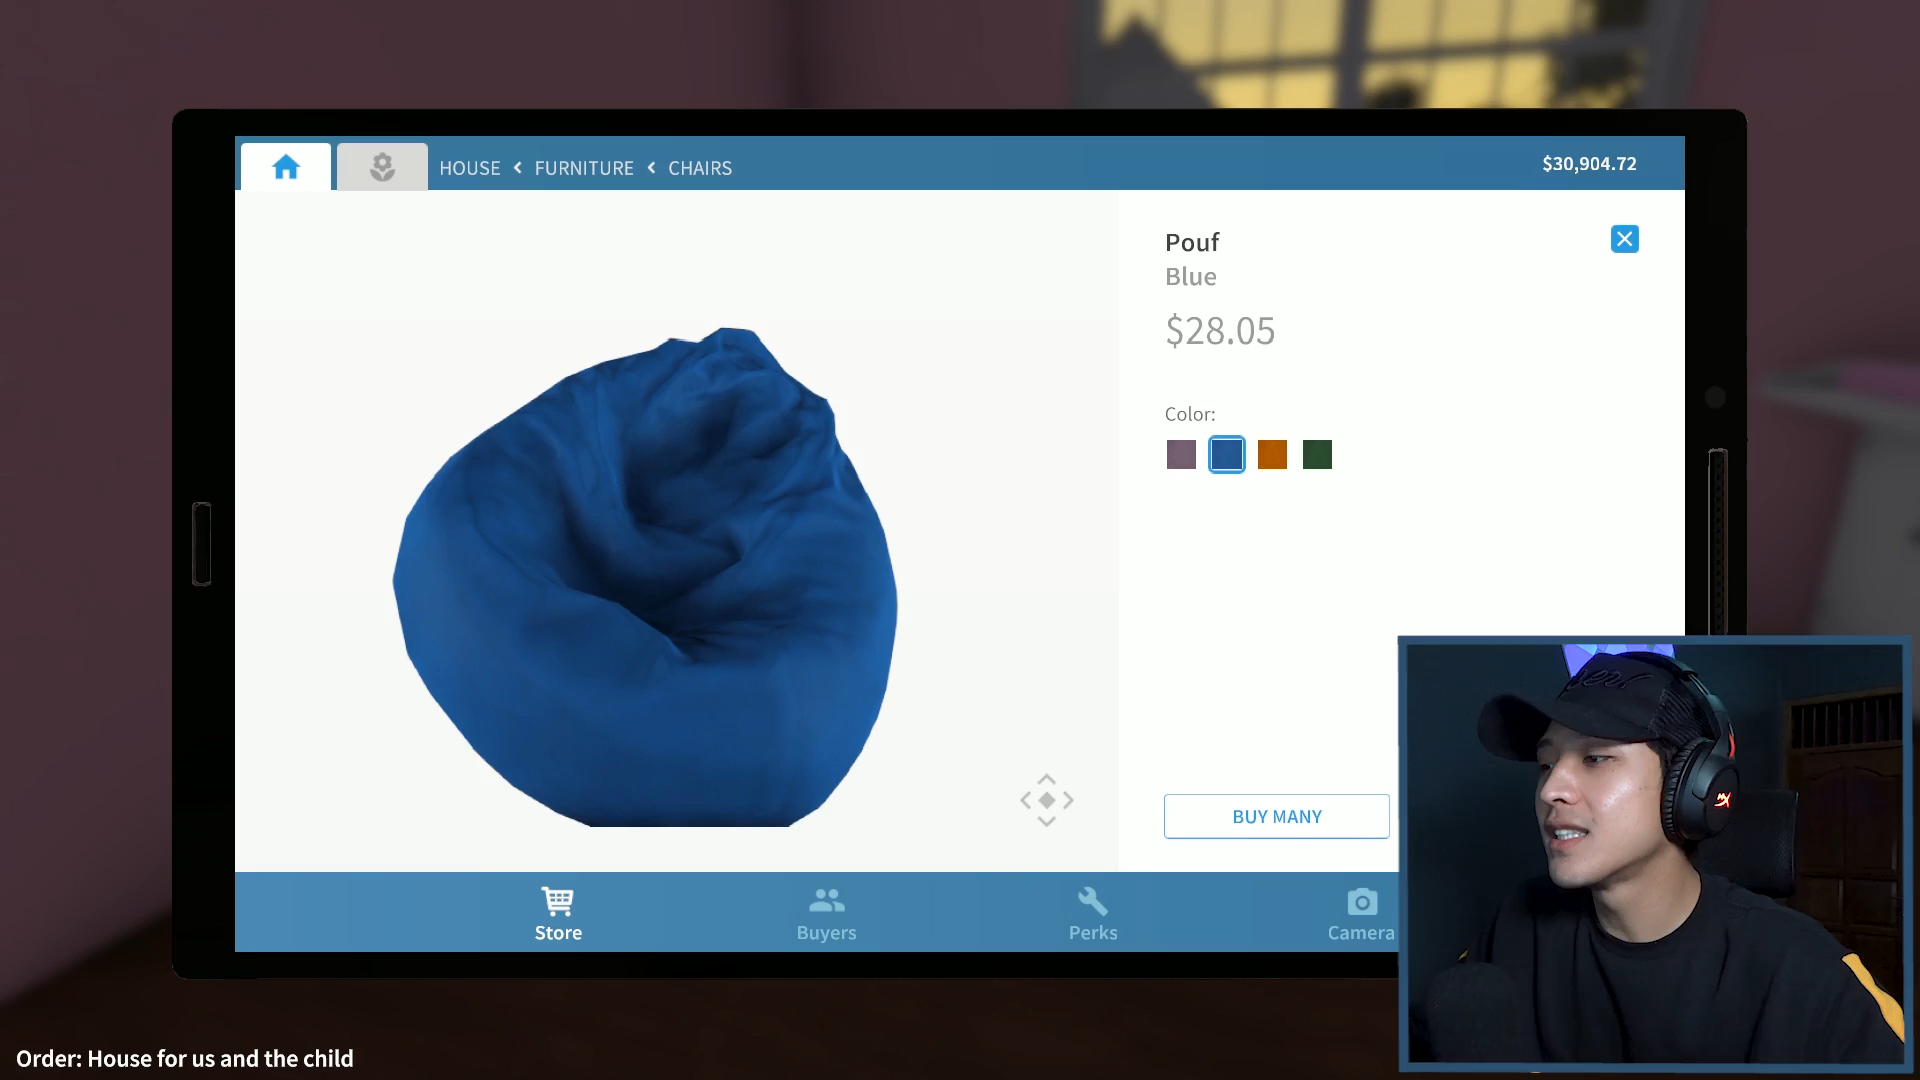 HOUSE < FURNITURE < CHAIRS
$30,904.72
Pouf
Blue
$28.05
Color:
BUY MANY
Store
Buyers
Perks
Camera
Order: House for us and the child